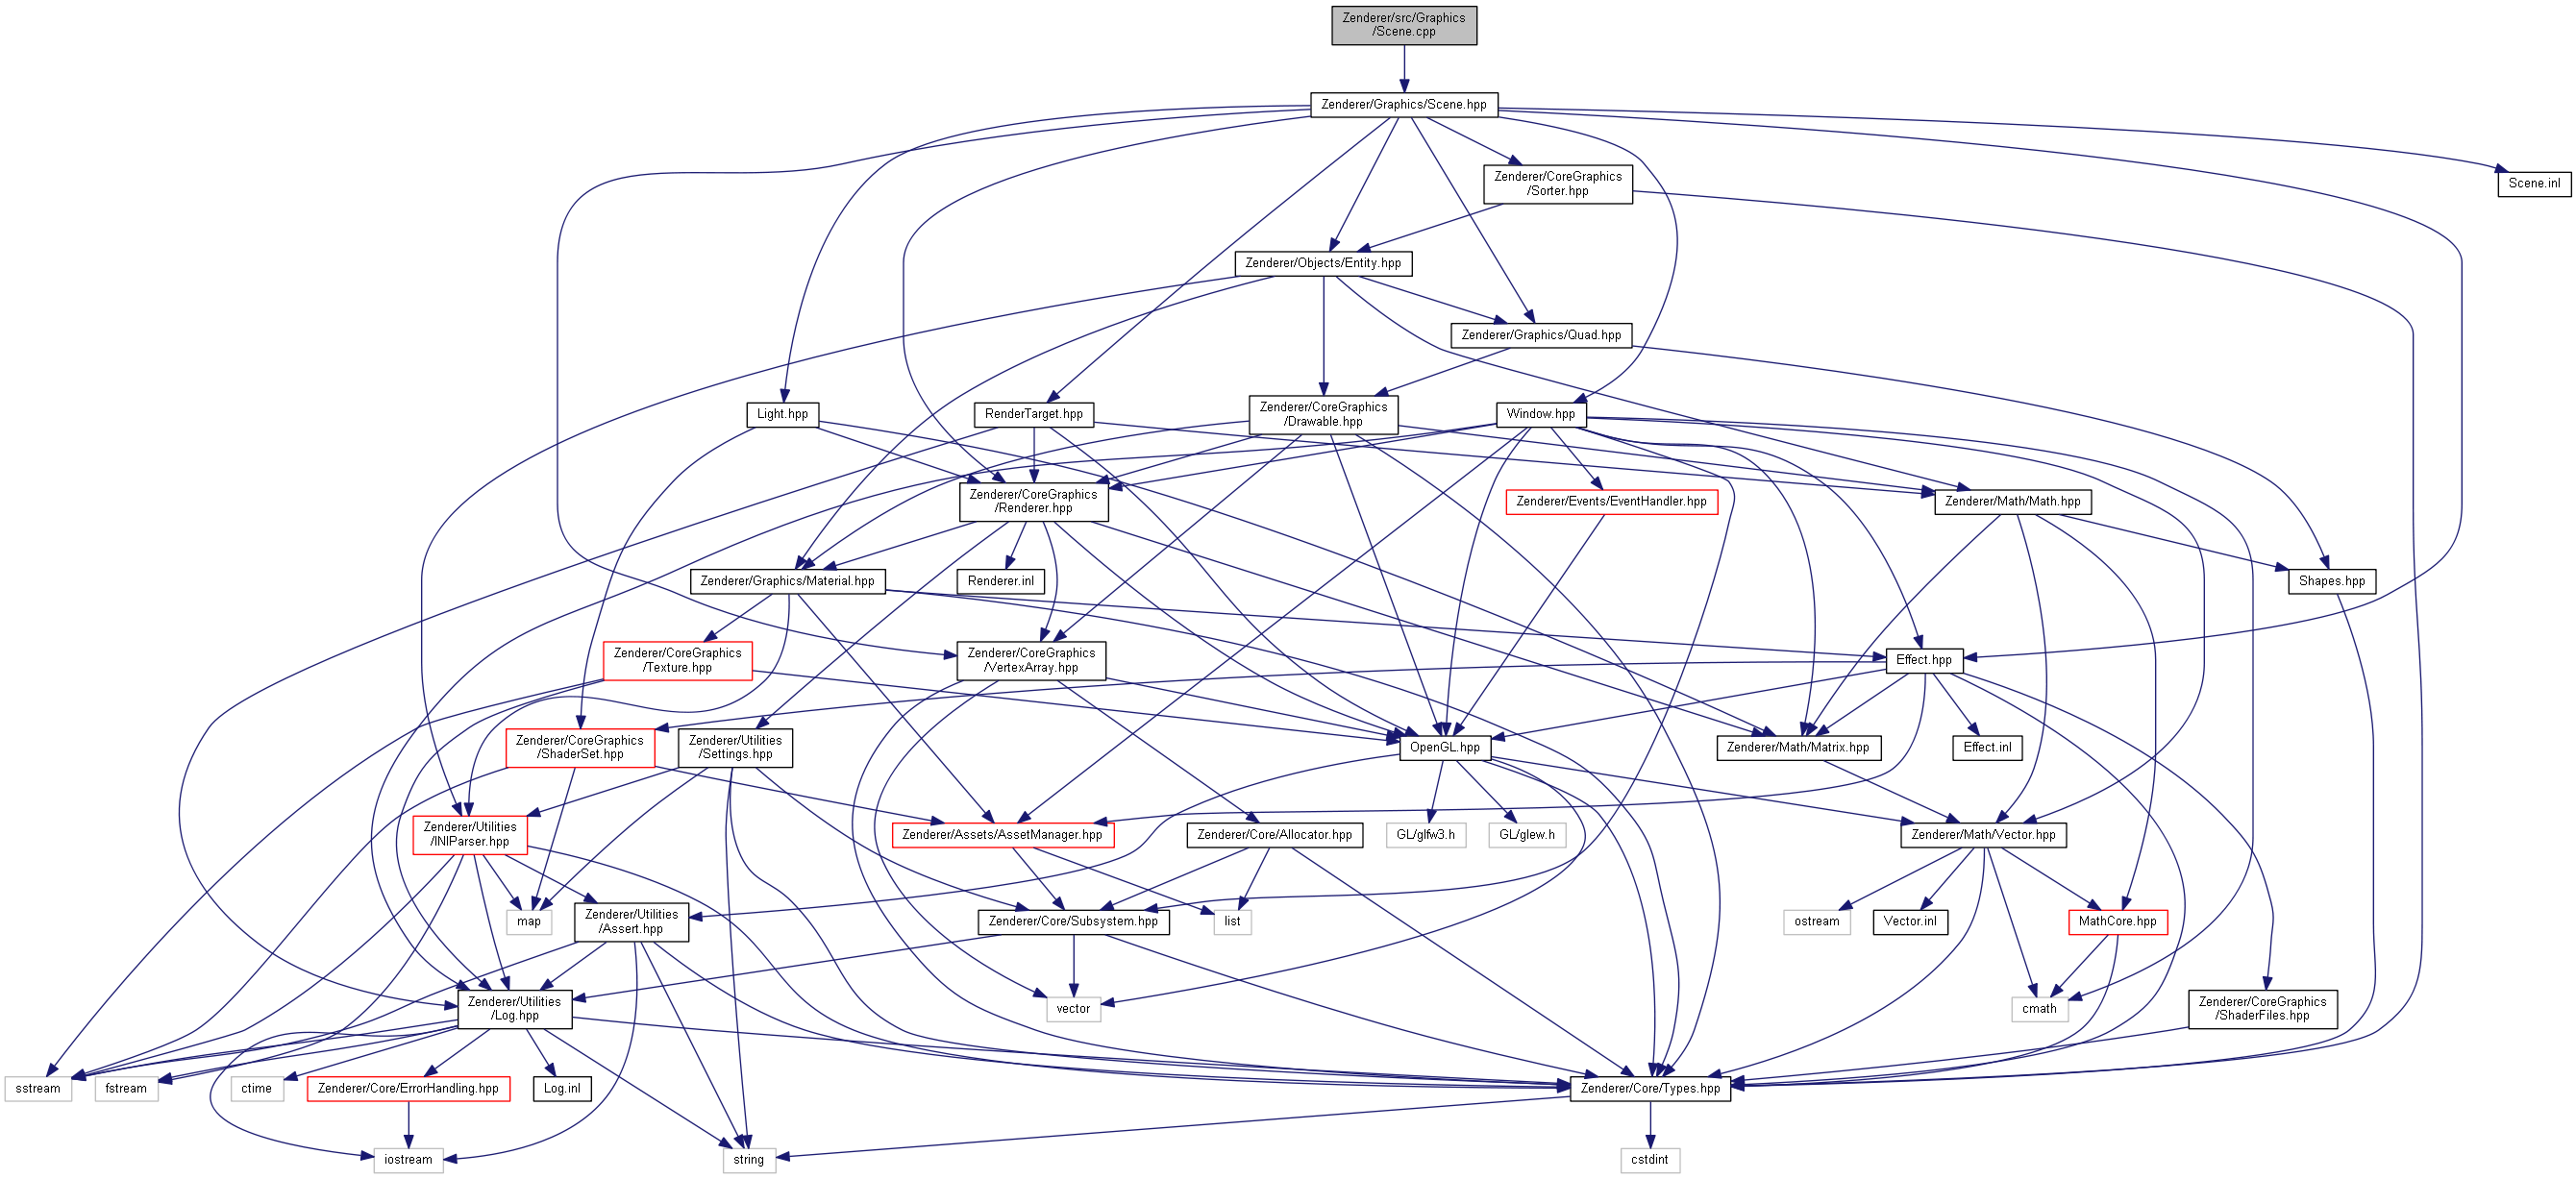 Zenderer/src/Graphics
/Scene.cpp
Zenderer/Graphics/Scene.hpp
Zenderer/CoreGraphics
/Sorter.hpp
Scene.inl
Zenderer/Objects/Entity.hpp
Zenderer/Graphics/Quad.hpp
Light.hpp
RenderTarget.hpp
Zenderer/CoreGraphics
/Drawable.hpp
Window.hpp
Zenderer/CoreGraphics
/Renderer.hpp
Zenderer/Events/EventHandler.hpp
Zenderer/Math/Math.hpp
Zenderer/Graphics/Material.hpp
Renderer.inl
Shapes.hpp
Zenderer/CoreGraphics
/Texture.hpp
Zenderer/CoreGraphics
/VertexArray.hpp
Effect.hpp
Zenderer/CoreGraphics
/ShaderSet.hpp
Zenderer/Utilities
/Settings.hpp
OpenGL.hpp
Zenderer/Math/Matrix.hpp
Effect.inl
Zenderer/Utilities
/INIParser.hpp
Zenderer/Assets/AssetManager.hpp
Zenderer/Core/Allocator.hpp
GL/glfw3.h
GL/glew.h
Zenderer/Math/Vector.hpp
map
Zenderer/Utilities
/Assert.hpp
Zenderer/Core/Subsystem.hpp
list
ostream
Vector.inl
MathCore.hpp
Zenderer/Utilities
/Log.hpp
vector
cmath
Zenderer/CoreGraphics
/ShaderFiles.hpp
sstream
fstream
ctime
Zenderer/Core/ErrorHandling.hpp
Log.inl
Zenderer/Core/Types.hpp
iostream
string
cstdint